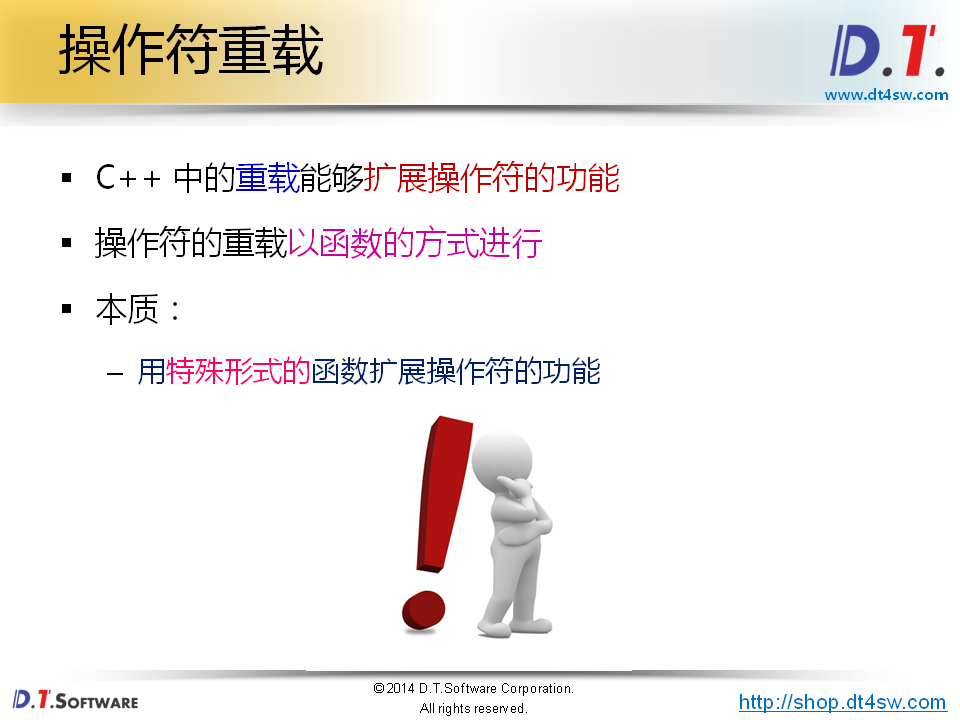 操作符重载
D.T.
www.dt4sw.com
▪ C++ 中的重载能够扩展操作符的功能
▪ 操作符的重载以函数的方式进行
▪ 本质：
– 用特殊形式的函数扩展操作符的功能
D.T.SOFTWARE
©2014 D.T.Software Corporation.
All rights reserved.
http://shop.dt4sw.com